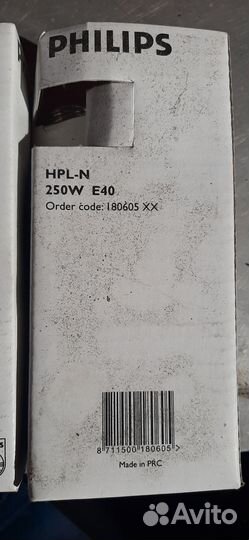 PHILIPS
HPL-N
250W E40
Order code: 180605 XX
8 711500 180605 >
Made in PRC
Avito